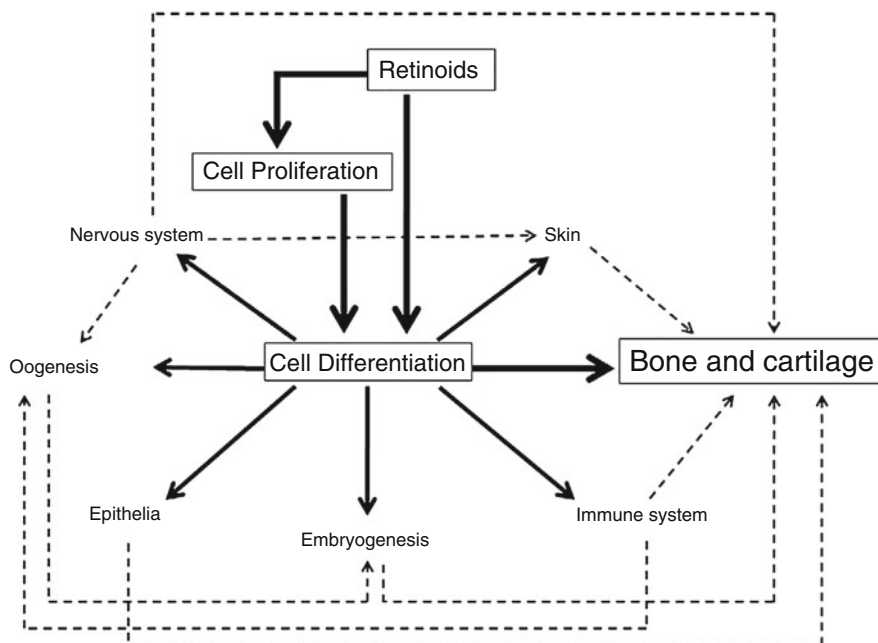 Retinoids
Cell Proliferation
Nervous system
Skin
Oogenesis
Cell Differentiation
Bone and cartilage
Epithelia
Embryogenesis
Immune system